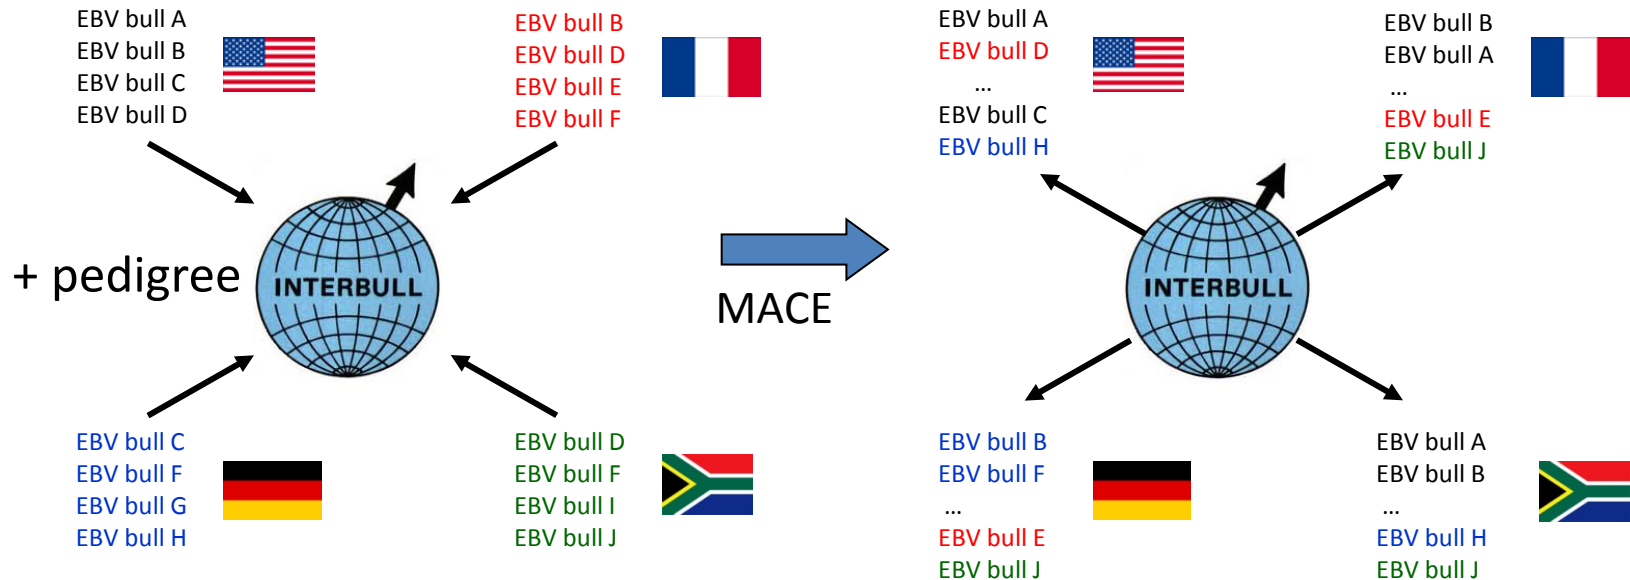 EBV bull A
EBV bull B
EBV bull C
EBV bull D
EBV bull B
EBV bull D
EBV bull E
EBV bull F
+ pedigree
INTERBULL
EBV bull C
EBV bull F
EBV bull G
EBV bull H
EBV bull D
EBV bull F
EBV bull I
EBV bull J
MACE
EBV bull A
EBV bull D
...
EBV bull C
EBV bull H
EBV bull B
EBV bull A
...
EBV bull E
EBV bull J
INTERBULL
EBV bull B
EBV bull F
...
EBV bull E
EBV bull J
EBV bull A
EBV bull B
...
EBV bull H
EBV bull J